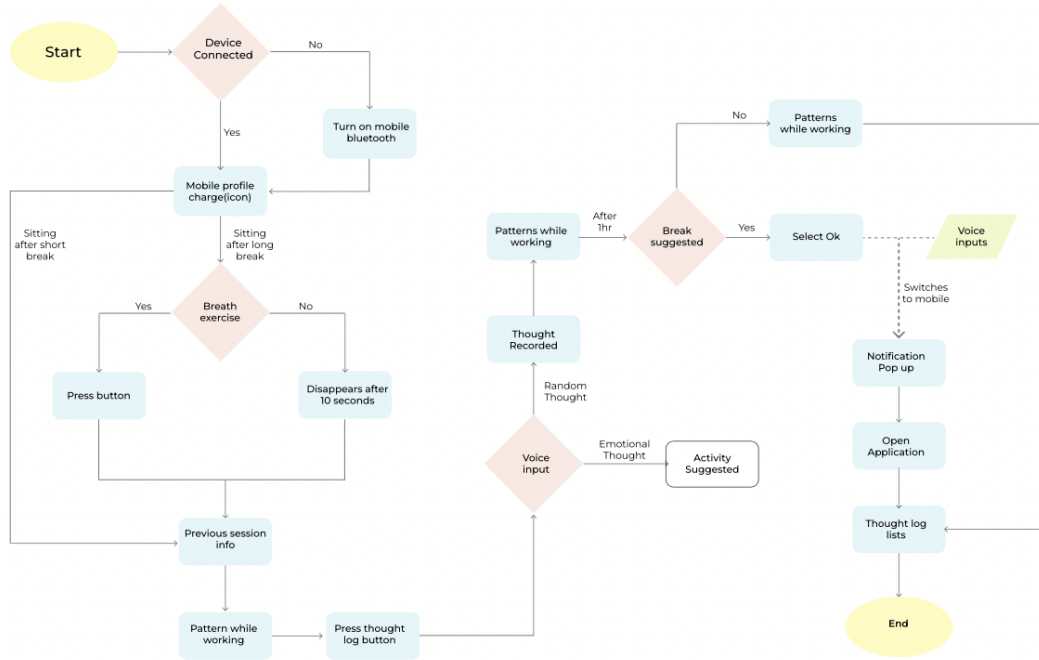 Start
Device
Connected
No
Yes
Turn on mobile
bluetooth
Mobile profile
charge(icon)
Sitting
after short
break
Sitting
after long
break
Breath
exercise
Yes
No
Press button
Disappears after
10 seconds
Previous session
info
Pattern while
working
Press thought
log button
Voice
input
Emotional
Thought
Activity
Suggested
Random
Thought
Thought
Recorded
Patterns while
working
After
1hr
Break
suggested
No
Patterns
while working
Yes
Select Ok
Voice
inputs
Switches
to mobile
Notification
Pop up
Open
Application
Thought log
lists
End